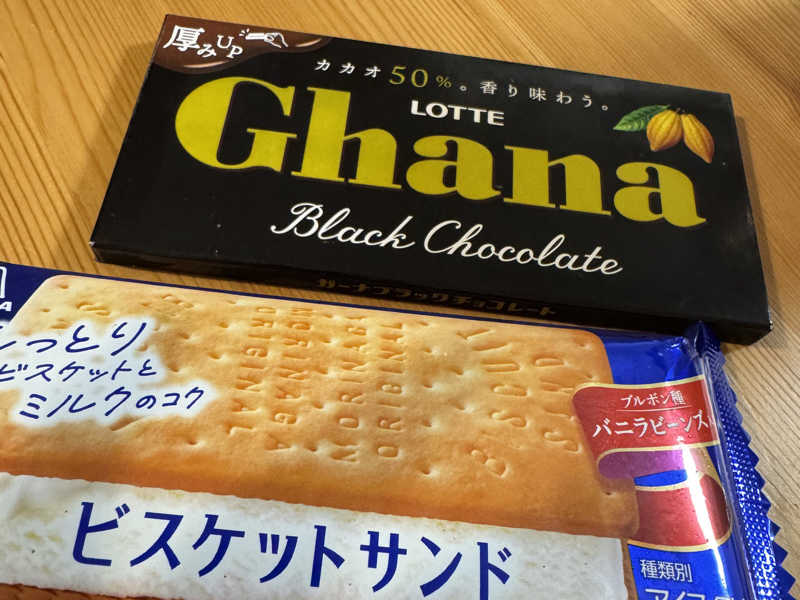 厚みUP
カカオ50%。香り味わう。
LOTTE
Ghana
Black Chocolate
ガーナブラックチョコレート
しっとり
ビスケットと
ミルクのコク
MORINAGA
ORIGINAL
ブルボン種
バニラビーンズ
ビスケットサンド
種類別